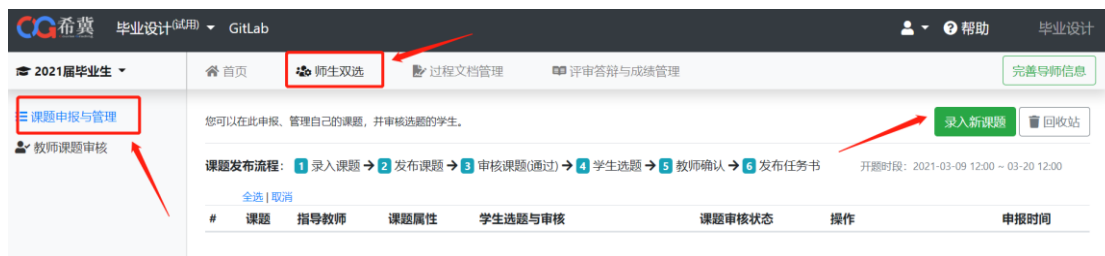 CG希冀 毕业设计(试用) GitLab 帮助 毕业设计
2021届毕业生 首页 师生双选 过程文档管理 评审答辩与成绩管理 完善导师信息
课题申报与管理 您可以在此申报、管理自己的课题，并审核选题的学生。 录入新课题 回收站
教师课题审核
课题发布流程： 1 录入课题 → 2 发布课题 → 3 审核课题(通过) → 4 学生选题 → 5 教师确认 → 6 发布任务书 开题时段：2021-03-09 12:00 ~ 03-20 12:00
全选 | 取消
# 课题 指导教师 课题属性 学生选题与审核 课题审核状态 操作 申报时间